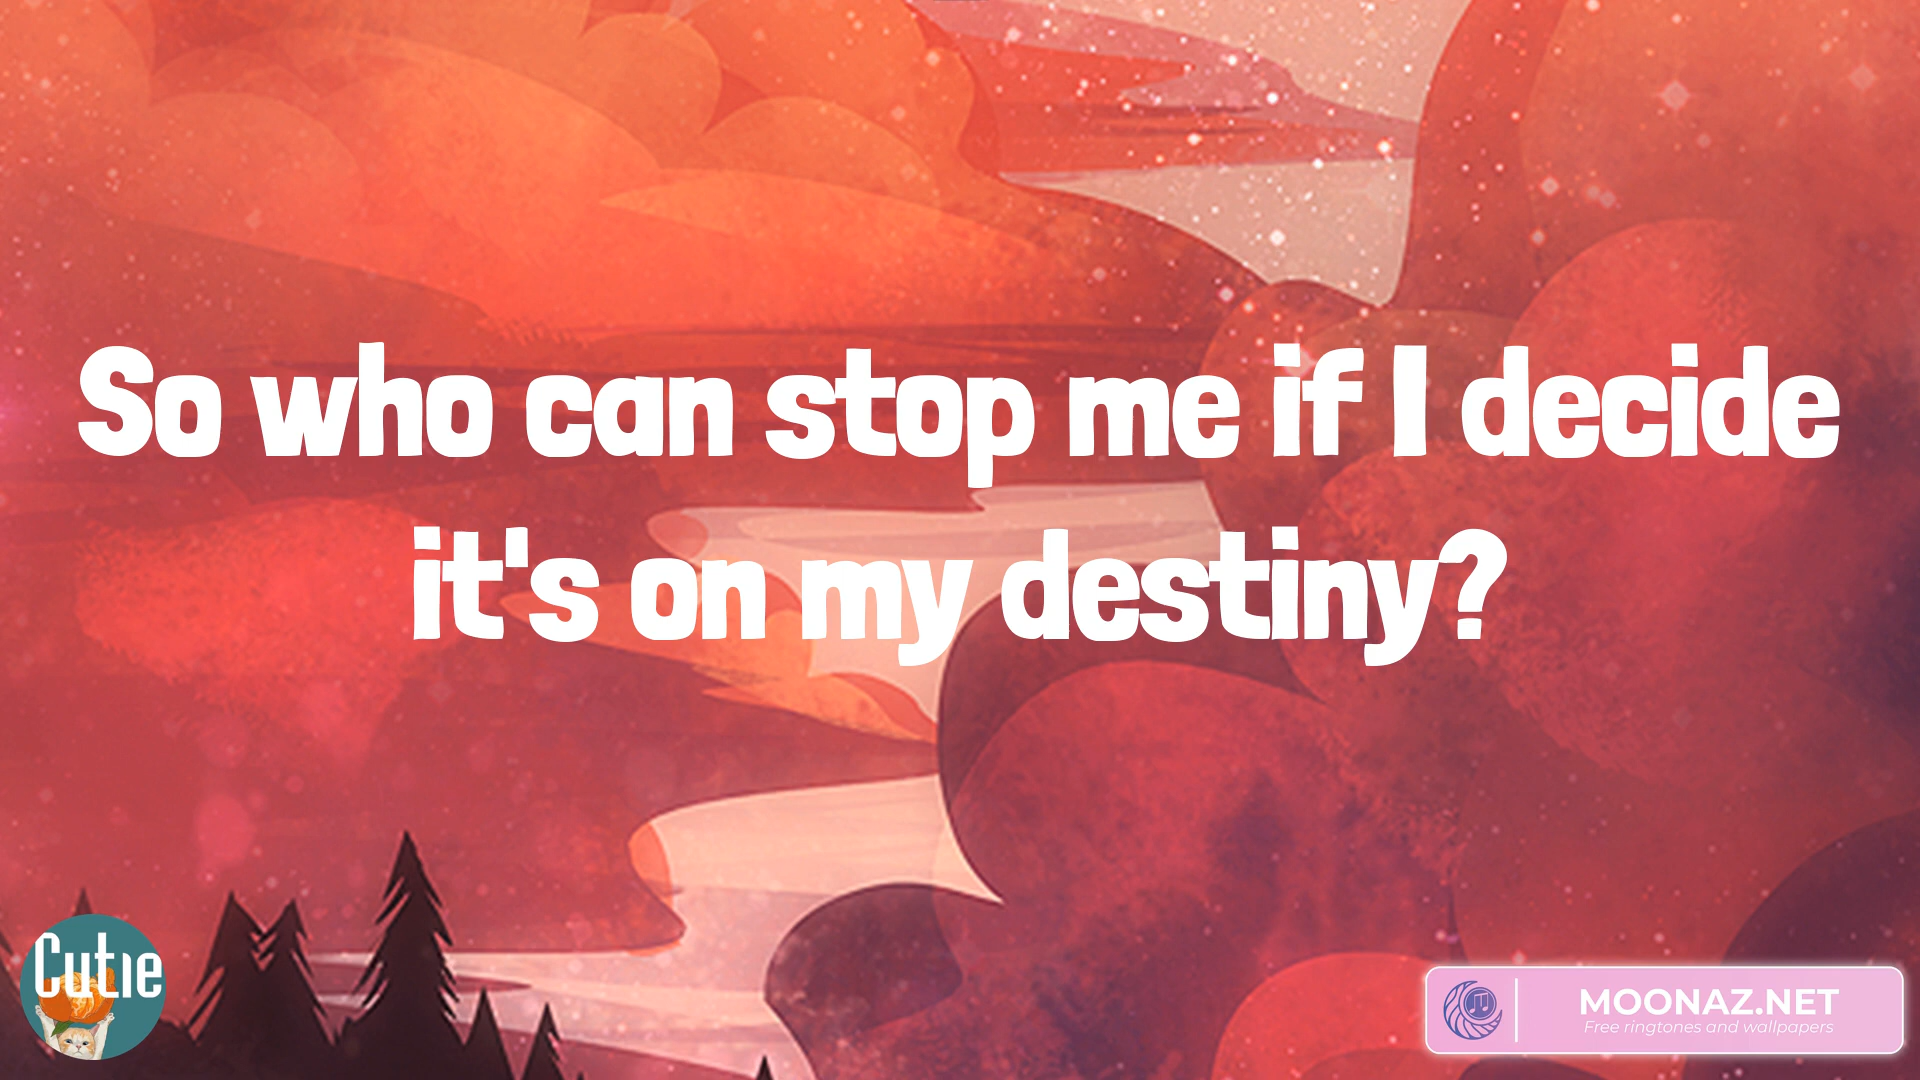 So who can stop me if I decide
it's on my destiny?
Cutie
MOONAZ.NET
Free ringtones and wallpapers